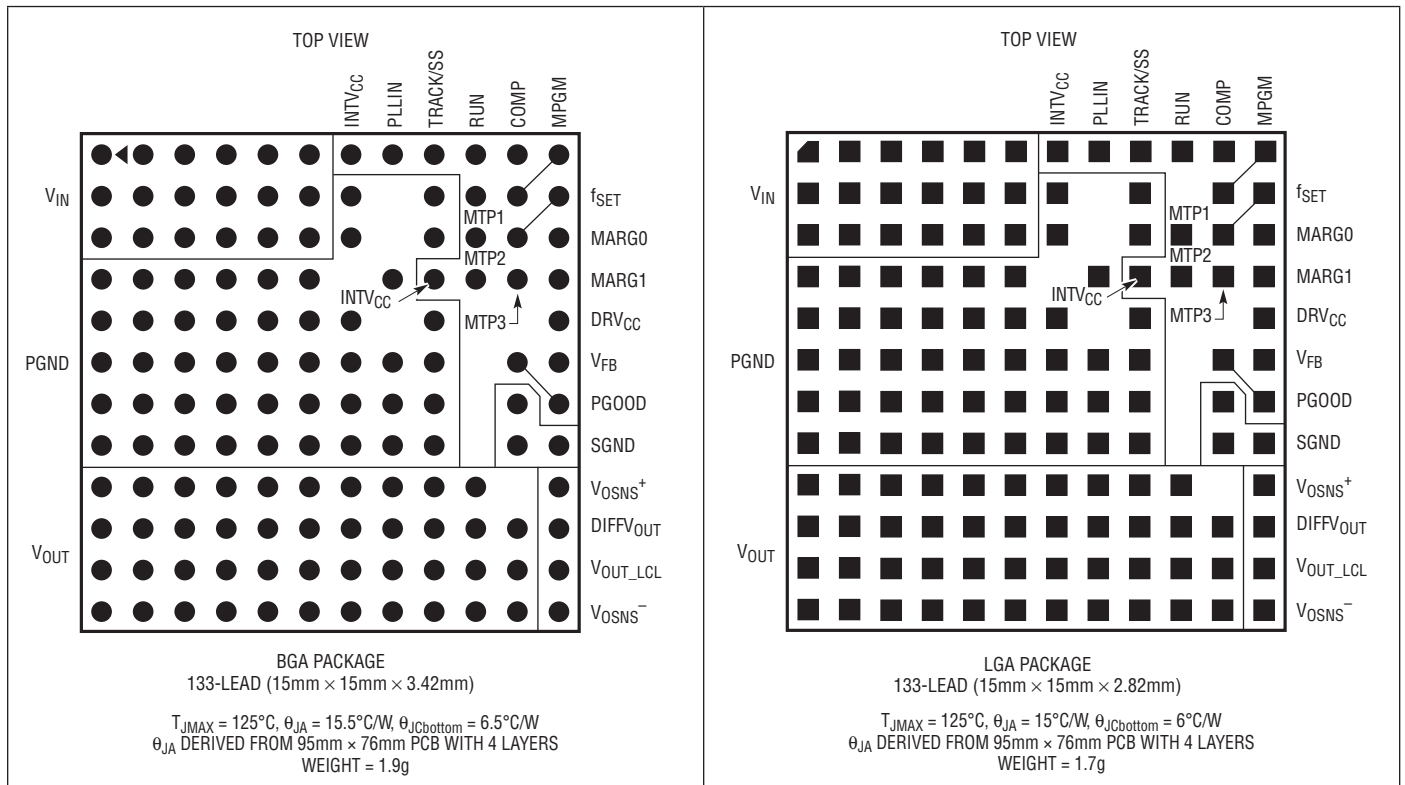 TOP VIEW
INTVCC
PLLIN
TRACK/SS
RUN
COMP
MPGM
VIN
fSET
MTP1
MARG0
MTP2
MARG1
INTVCC
MTP3
DRVCC
PGND
VFB
PGOOD
SGND
VOSNS+
DIFFVOUT
VOUT
VOUT_LCL
VOSNS–
BGA PACKAGE
133-LEAD (15mm × 15mm × 3.42mm)
TJMAX = 125°C, θJA = 15.5°C/W, θJCbottom = 6.5°C/W
θJA DERIVED FROM 95mm × 76mm PCB WITH 4 LAYERS
WEIGHT = 1.9g
TOP VIEW
INTVCC
PLLIN
TRACK/SS
RUN
COMP
MPGM
VIN
fSET
MTP1
MARG0
MTP2
MARG1
INTVCC
MTP3
DRVCC
PGND
VFB
PGOOD
SGND
VOSNS+
DIFFVOUT
VOUT
VOUT_LCL
VOSNS–
LGA PACKAGE
133-LEAD (15mm × 15mm × 2.82mm)
TJMAX = 125°C, θJA = 15°C/W, θJCbottom = 6°C/W
θJA DERIVED FROM 95mm × 76mm PCB WITH 4 LAYERS
WEIGHT = 1.7g